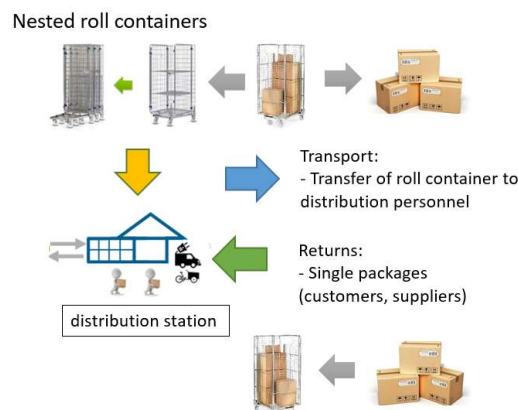 Nested roll containers
Transport:
- Transfer of roll container to
distribution personnel
Returns:
- Single packages
(customers, suppliers)
distribution station